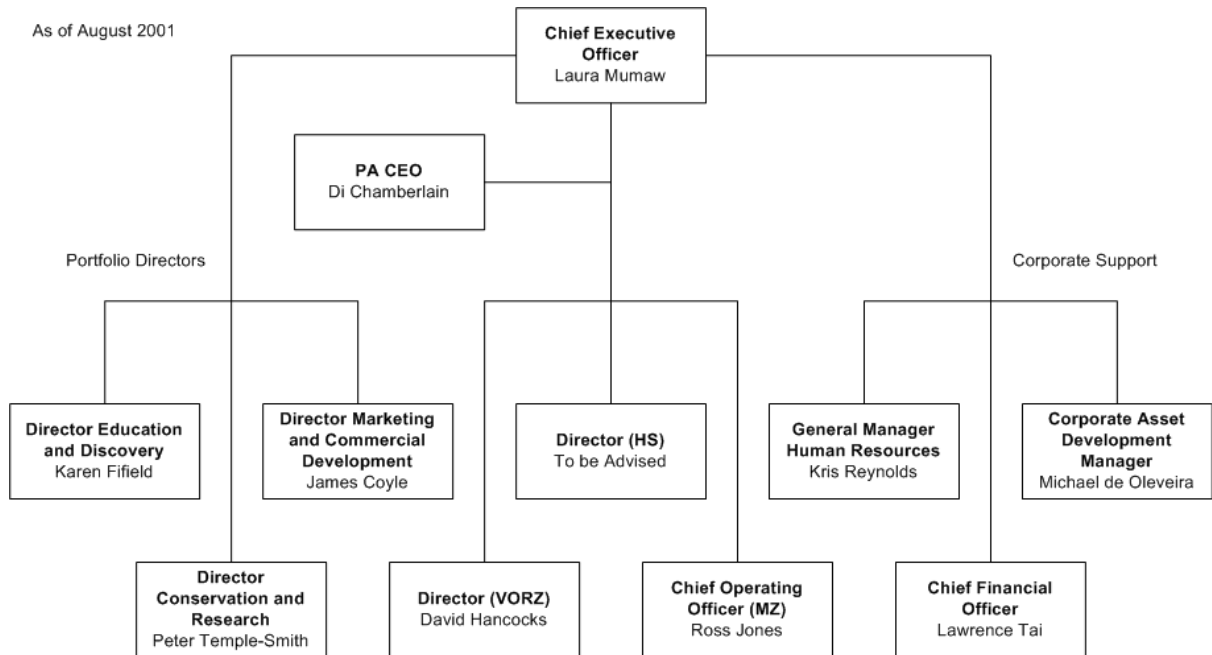 As of August 2001
Chief Executive
Officer
Laura Mumaw
PA CEO
Di Chamberlain
Portfolio Directors
Corporate Support
Director Education
and Discovery
Karen Fifield
Director Marketing
and Commercial
Development
James Coyle
Director (HS)
To be Advised
General Manager
Human Resources
Kris Reynolds
Corporate Asset
Development
Manager
Michael de Oleveira
Director
Conservation and
Research
Peter Temple-Smith
Director (VORZ)
David Hancocks
Chief Operating
Officer (MZ)
Ross Jones
Chief Financial
Officer
Lawrence Tai